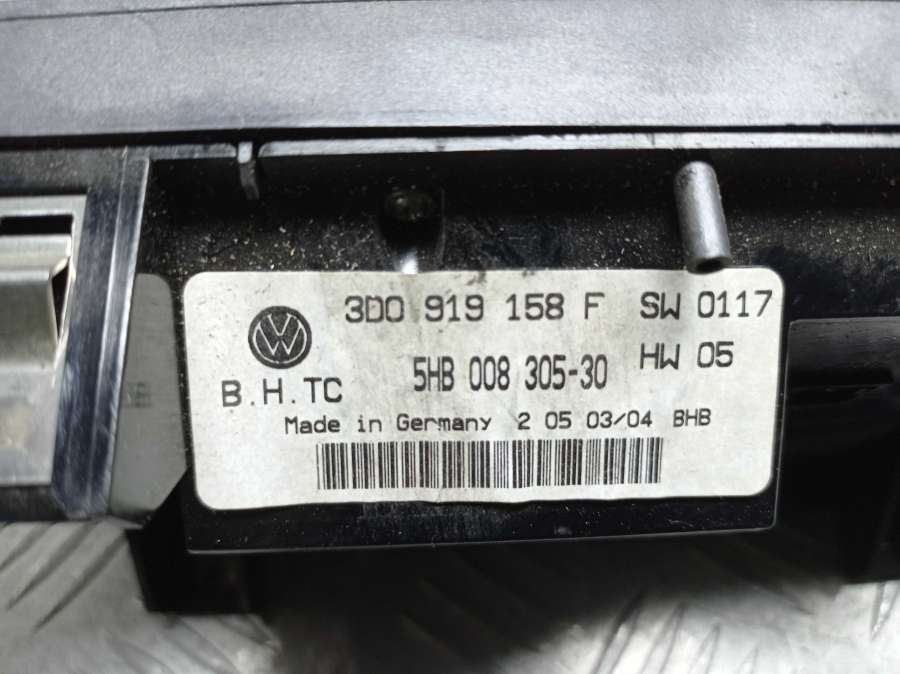 3D0 919 158 F SW 0117
5HB 008 305-30 HW 05
B.H.TC
Made in Germany 2 05 03/04 BHB